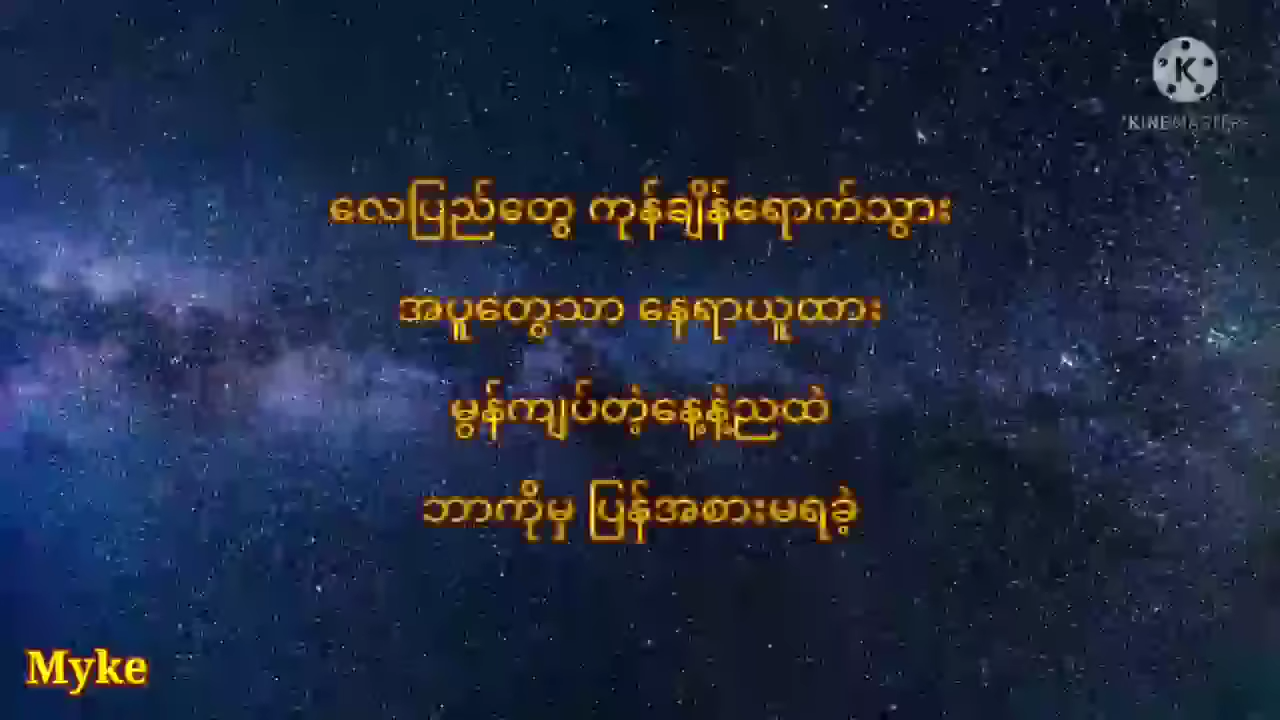 KINEMASTER
လေပြည်တွေ ကုန်ချိန်ရောက်သွား
အပူတွေသာ နေရာယူထား
မွန်ကျပ်တဲ့နေ့နဲ့ညထဲ
ဘာကိုမှ ပြန်အစားမရခဲ့
Myke